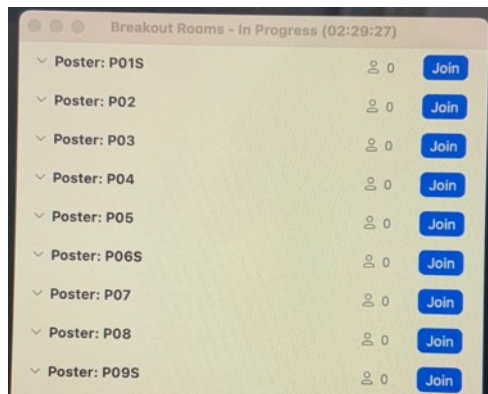 Breakout Rooms - In Progress (02:29:27)
Poster: P01S 0 Join
Poster: P02 0 Join
Poster: P03 0 Join
Poster: P04 0 Join
Poster: P05 0 Join
Poster: P06S 0 Join
Poster: P07 0 Join
Poster: P08 0 Join
Poster: P09S 0 Join